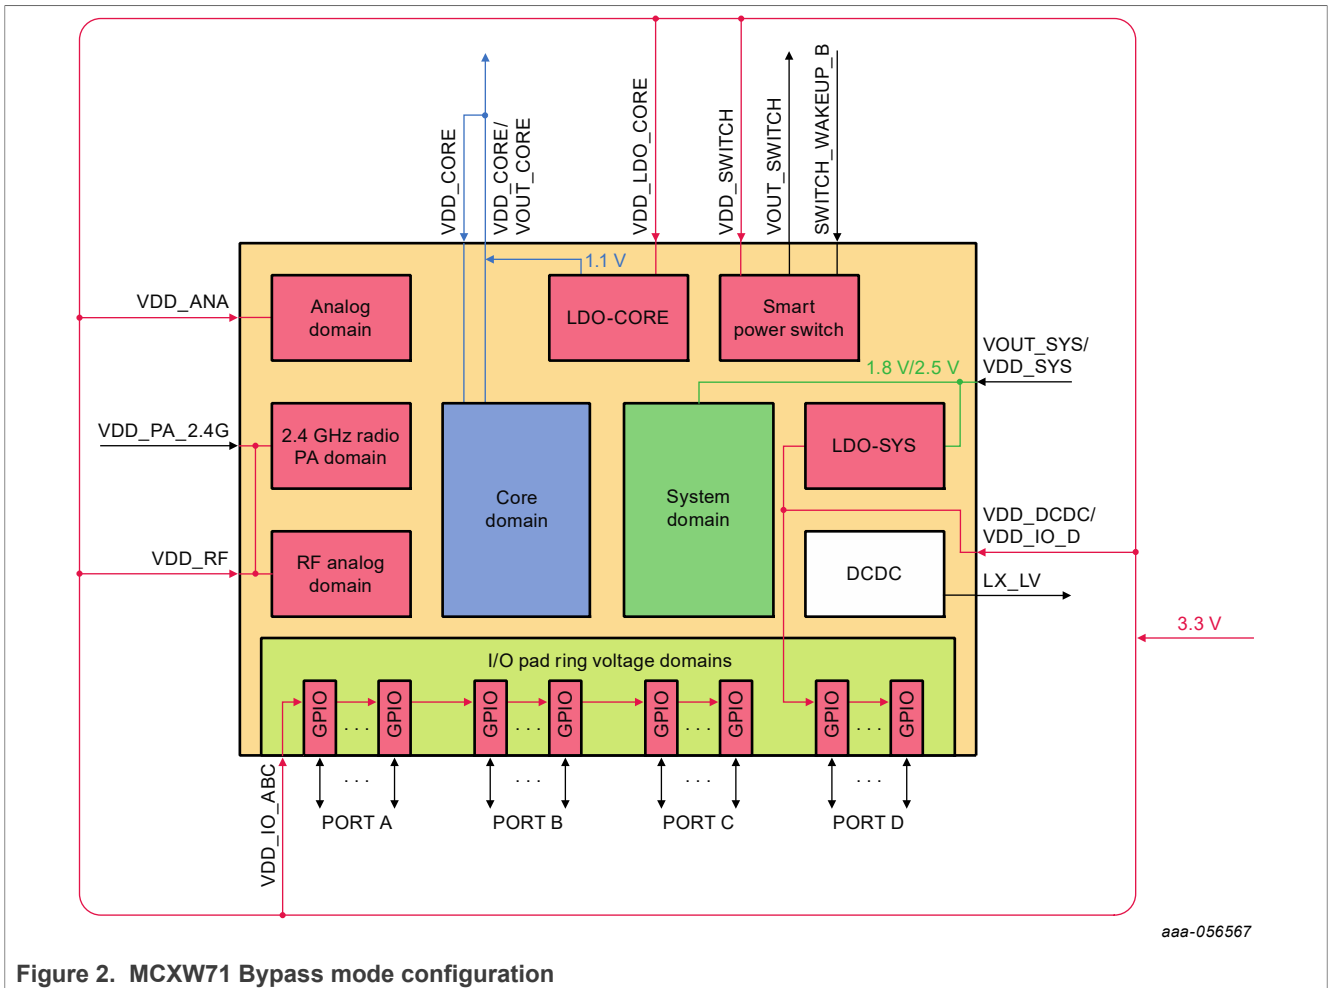 VDD_CORE
VDD_CORE/
VOUT_CORE
VDD_LDO_CORE
VDD_SWITCH
VOUT_SWITCH
SWITCH_WAKEUP_B
1.1 V
VDD_ANA
Analog
domain
LDO-CORE
Smart
power switch
VOUT_SYS/
VDD_SYS
1.8 V/2.5 V
VDD_PA_2.4G
2.4 GHz radio
PA domain
LDO-SYS
Core
domain
System
domain
VDD_DCDC/
VDD_IO_D
VDD_RF
RF analog
domain
DCDC
LX_LV
3.3 V
I/O pad ring voltage domains
GPIO
. . .
GPIO
GPIO
. . .
GPIO
GPIO
. . .
GPIO
GPIO
. . .
GPIO
VDD_IO_ABC
. . .
. . .
. . .
. . .
PORT A
PORT B
PORT C
PORT D
aaa-056567
Figure 2. MCXW71 Bypass mode configuration